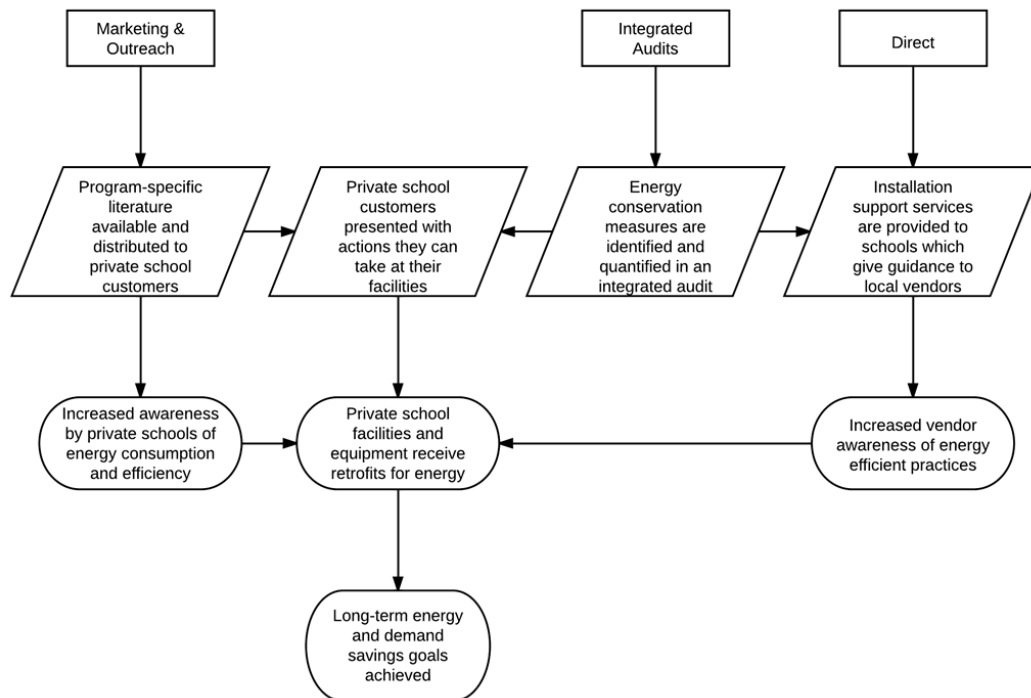 Marketing &
Outreach
Integrated
Audits
Direct
Program-specific
literature
available and
distributed to
private school
customers
Private school
customers
presented with
actions they can
take at their
facilities
Energy
conservation
measures are
identified and
quantified in an
integrated audit
Installation
support services
are provided to
schools which
give guidance to
local vendors
Increased awareness
by private schools of
energy consumption
and efficiency
Private school
facilities and
equipment receive
retrofits for energy
Increased vendor
awareness of energy
efficient practices
Long-term energy
and demand
savings goals
achieved